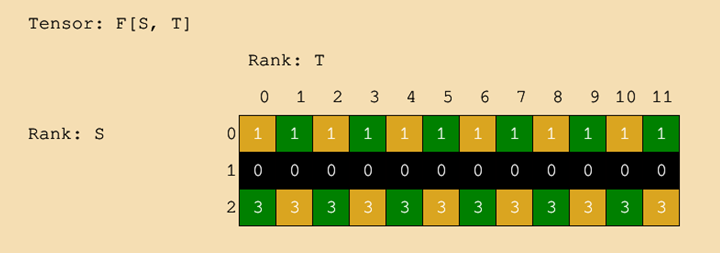 Tensor: F[S, T]
Rank: T
0 1 2 3 4 5 6 7 8 9 10 11
Rank: S 0 1 1 1 1 1 1 1 1 1 1 1 1
1 0 0 0 0 0 0 0 0 0 0 0 0
2 3 3 3 3 3 3 3 3 3 3 3 3